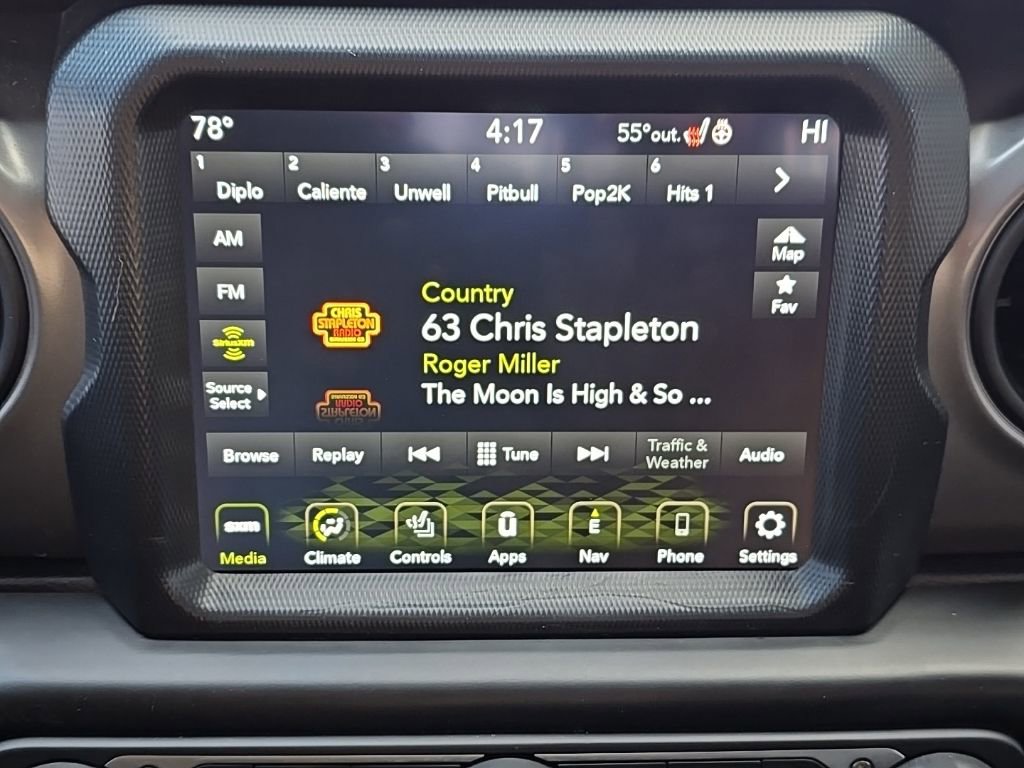 78° 4:17 55°out. HI
1 2 3 4 5 6
Diplo Caliente Unwell Pitbull Pop2K Hits 1
AM
Map
FM
Fav
SiriusXM
Source
Select
CHRIS
STAPLETON
RADIO
Country
63 Chris Stapleton
Roger Miller
The Moon Is High & So ...
Browse Replay Tune Traffic & Weather Audio
sxm E
Media Climate Controls Apps Nav Phone Settings